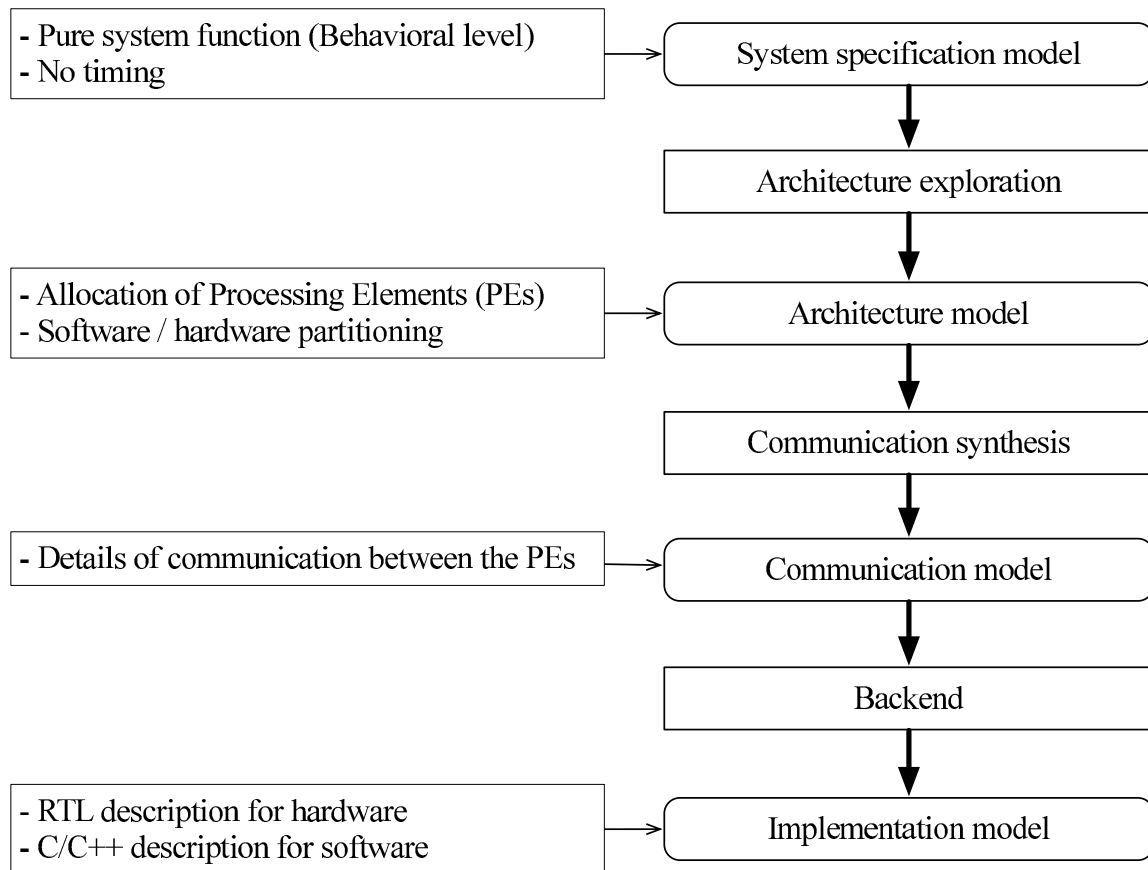 - Pure system function (Behavioral level)
- No timing
System specification model
Architecture exploration
- Allocation of Processing Elements (PEs)
- Software / hardware partitioning
Architecture model
Communication synthesis
- Details of communication between the PEs
Communication model
Backend
- RTL description for hardware
- C/C++ description for software
Implementation model